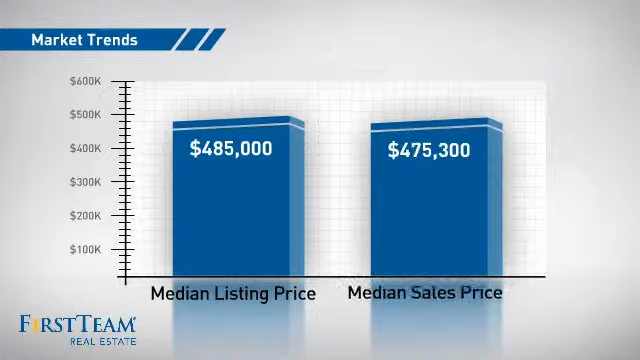 Market Trends
$600K
$500K
$400K
$300K
$200K
$100K
$485,000
$475,300
Median Listing Price
Median Sales Price
FIRSTTEAM®
REAL ESTATE